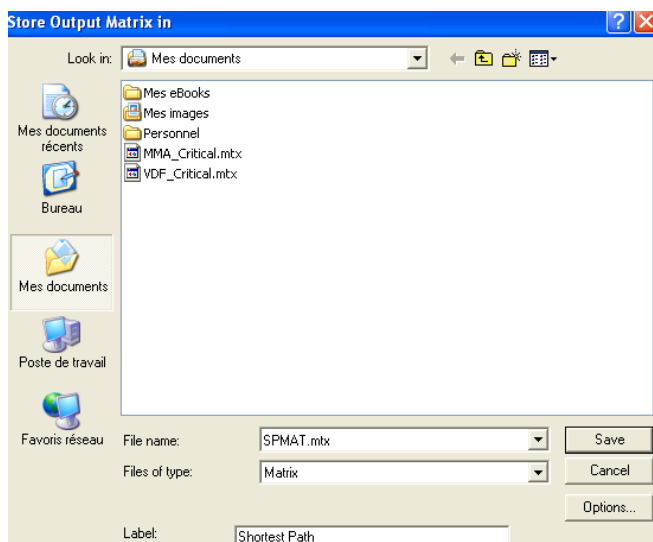 Store Output Matrix in
Look in: Mes documents
Mes documents
récents
Bureau
Mes documents
Poste de travail
Favoris réseau
Mes eBooks
Mes images
Personnel
MMA_Critical.mtx
VDF_Critical.mtx
File name: SPMAT.mtx Save
Files of type: Matrix Cancel
Options...
Label: Shortest Path